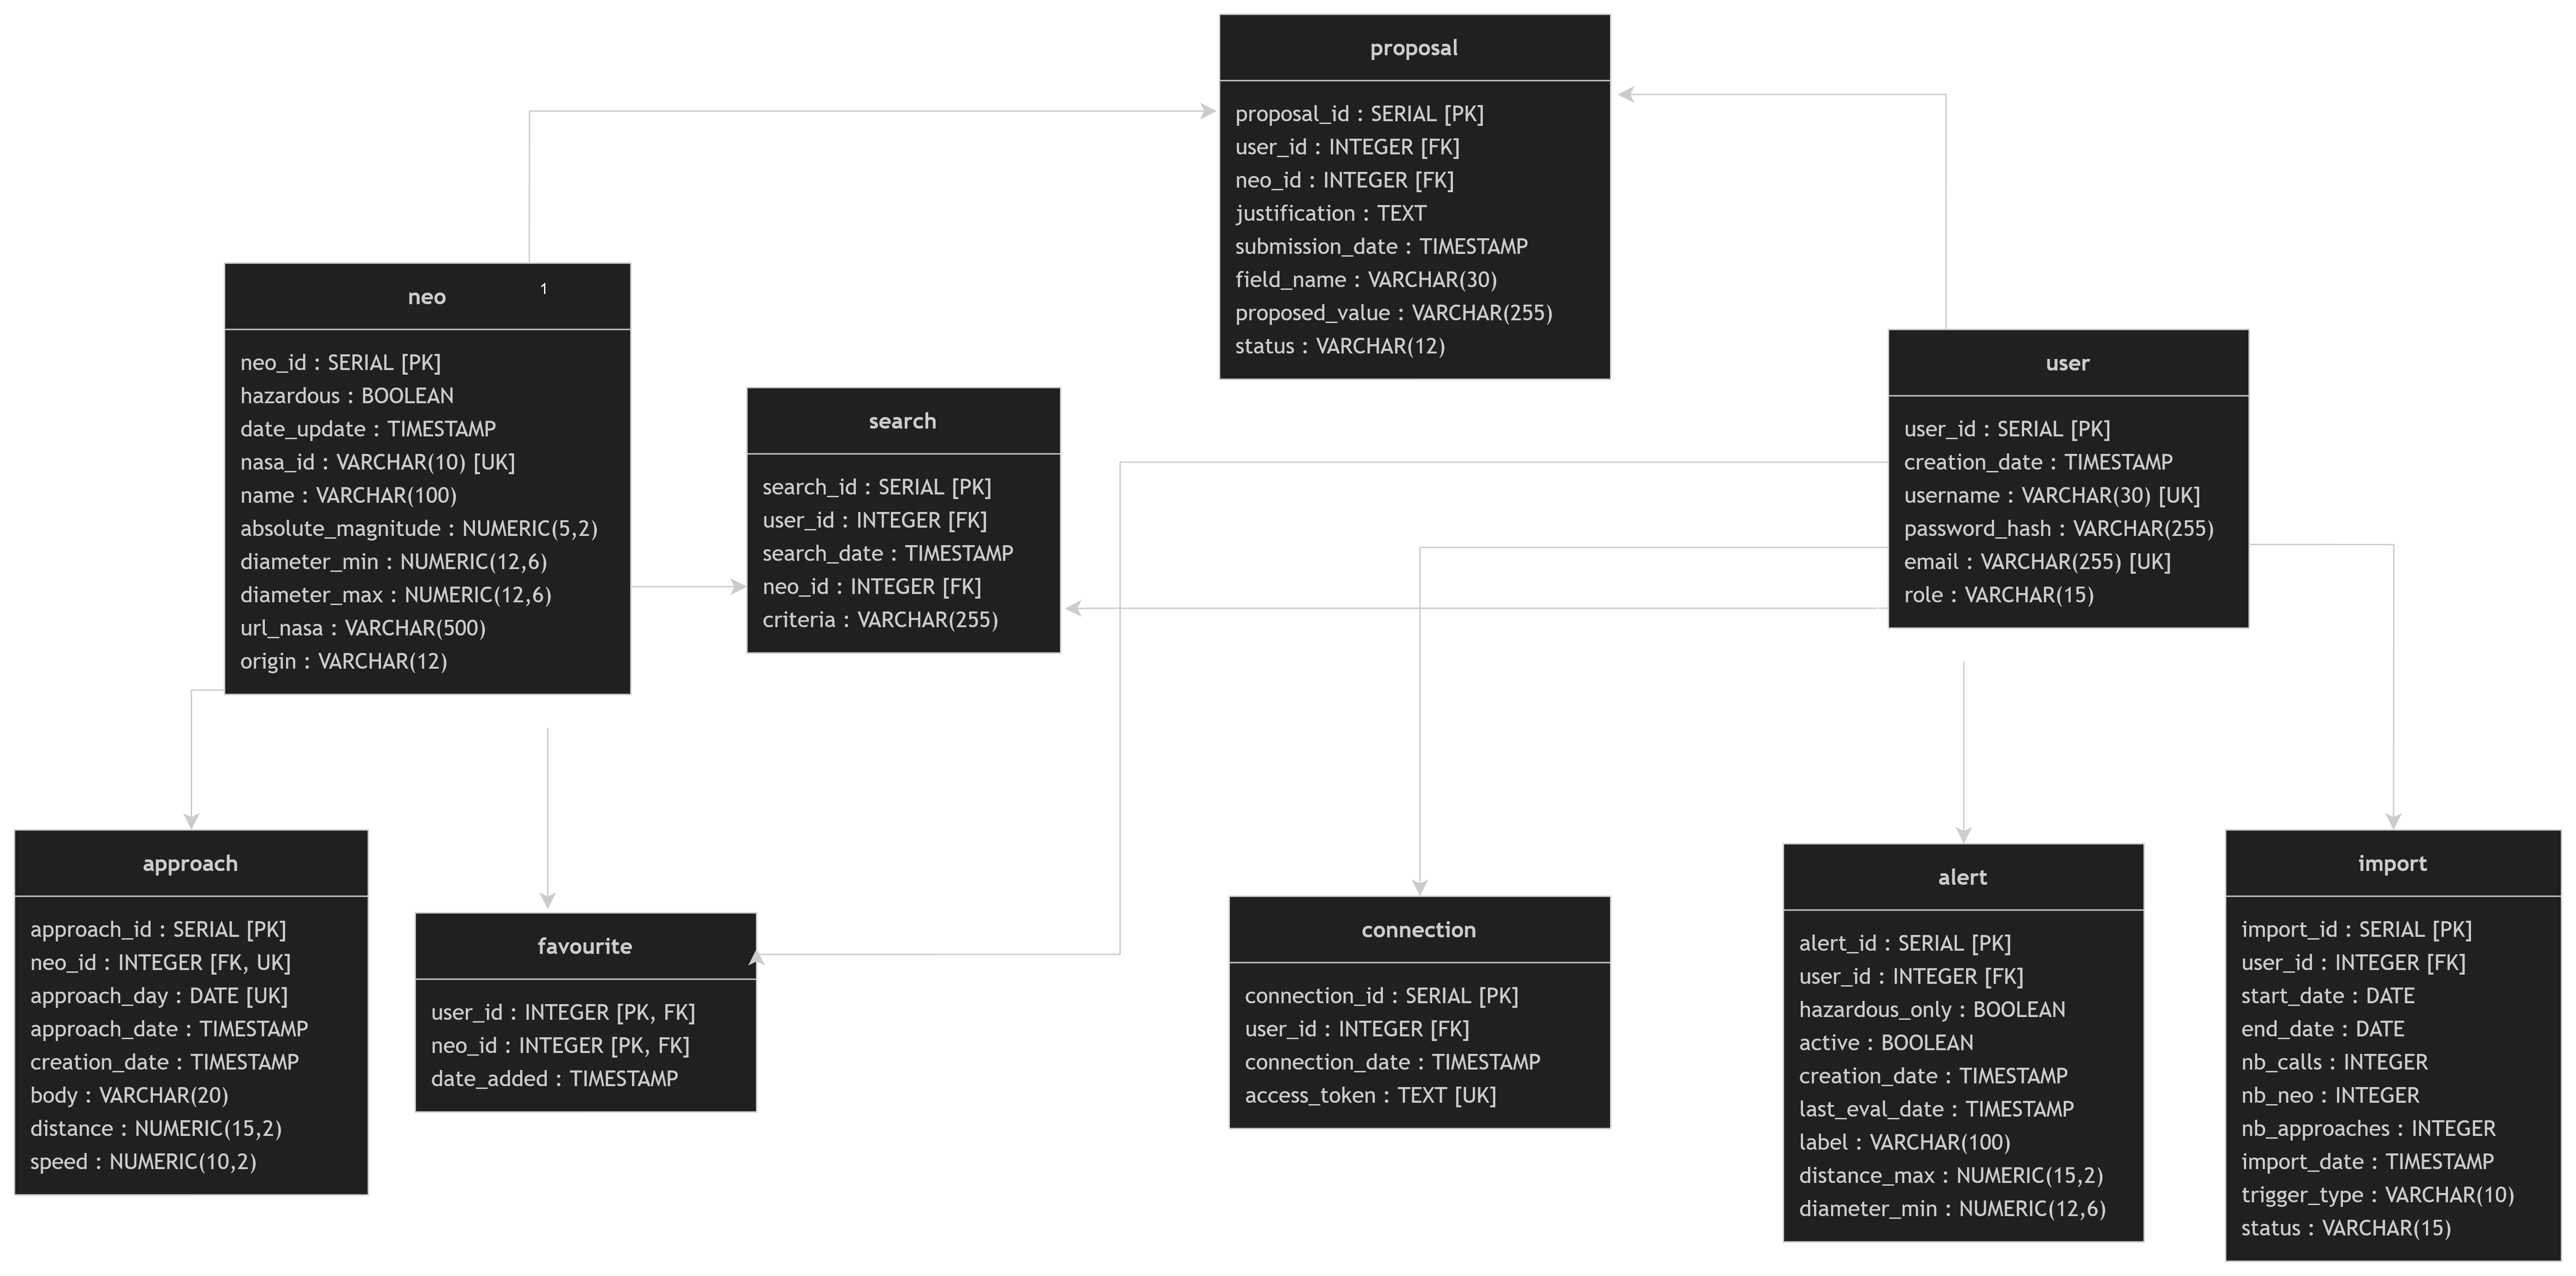 proposal
proposal_id : SERIAL [PK]
user_id : INTEGER [FK]
neo_id : INTEGER [FK]
justification : TEXT
submission_date : TIMESTAMP
field_name : VARCHAR(30)
proposed_value : VARCHAR(255)
status : VARCHAR(12)
neo
1
neo_id : SERIAL [PK]
hazardous : BOOLEAN
date_update : TIMESTAMP
nasa_id : VARCHAR(10) [UK]
name : VARCHAR(100)
absolute_magnitude : NUMERIC(5,2)
diameter_min : NUMERIC(12,6)
diameter_max : NUMERIC(12,6)
url_nasa : VARCHAR(500)
origin : VARCHAR(12)
search
search_id : SERIAL [PK]
user_id : INTEGER [FK]
search_date : TIMESTAMP
neo_id : INTEGER [FK]
criteria : VARCHAR(255)
user
user_id : SERIAL [PK]
creation_date : TIMESTAMP
username : VARCHAR(30) [UK]
password_hash : VARCHAR(255)
email : VARCHAR(255) [UK]
role : VARCHAR(15)
approach
approach_id : SERIAL [PK]
neo_id : INTEGER [FK, UK]
approach_day : DATE [UK]
approach_date : TIMESTAMP
creation_date : TIMESTAMP
body : VARCHAR(20)
distance : NUMERIC(15,2)
speed : NUMERIC(10,2)
favourite
user_id : INTEGER [PK, FK]
neo_id : INTEGER [PK, FK]
date_added : TIMESTAMP
connection
connection_id : SERIAL [PK]
user_id : INTEGER [FK]
connection_date : TIMESTAMP
access_token : TEXT [UK]
alert
alert_id : SERIAL [PK]
user_id : INTEGER [FK]
hazardous_only : BOOLEAN
active : BOOLEAN
creation_date : TIMESTAMP
last_eval_date : TIMESTAMP
label : VARCHAR(100)
distance_max : NUMERIC(15,2)
diameter_min : NUMERIC(12,6)
import
import_id : SERIAL [PK]
user_id : INTEGER [FK]
start_date : DATE
end_date : DATE
nb_calls : INTEGER
nb_neo : INTEGER
nb_approaches : INTEGER
import_date : TIMESTAMP
trigger_type : VARCHAR(10)
status : VARCHAR(15)